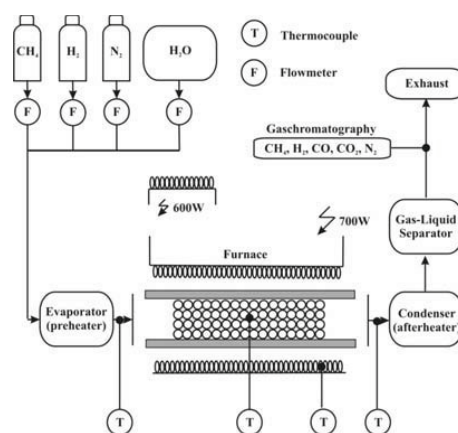 CH₄
H₂
N₂
H₂O
T
Thermocouple
F
Flowmeter
F
F
F
F
Exhaust
Gaschromatography
CH₄, H₂, CO, CO₂, N₂
600W
700W
Gas-Liquid
Separator
Furnace
Evaporator
(preheater)
Condenser
(afterheater)
T
T
T
T